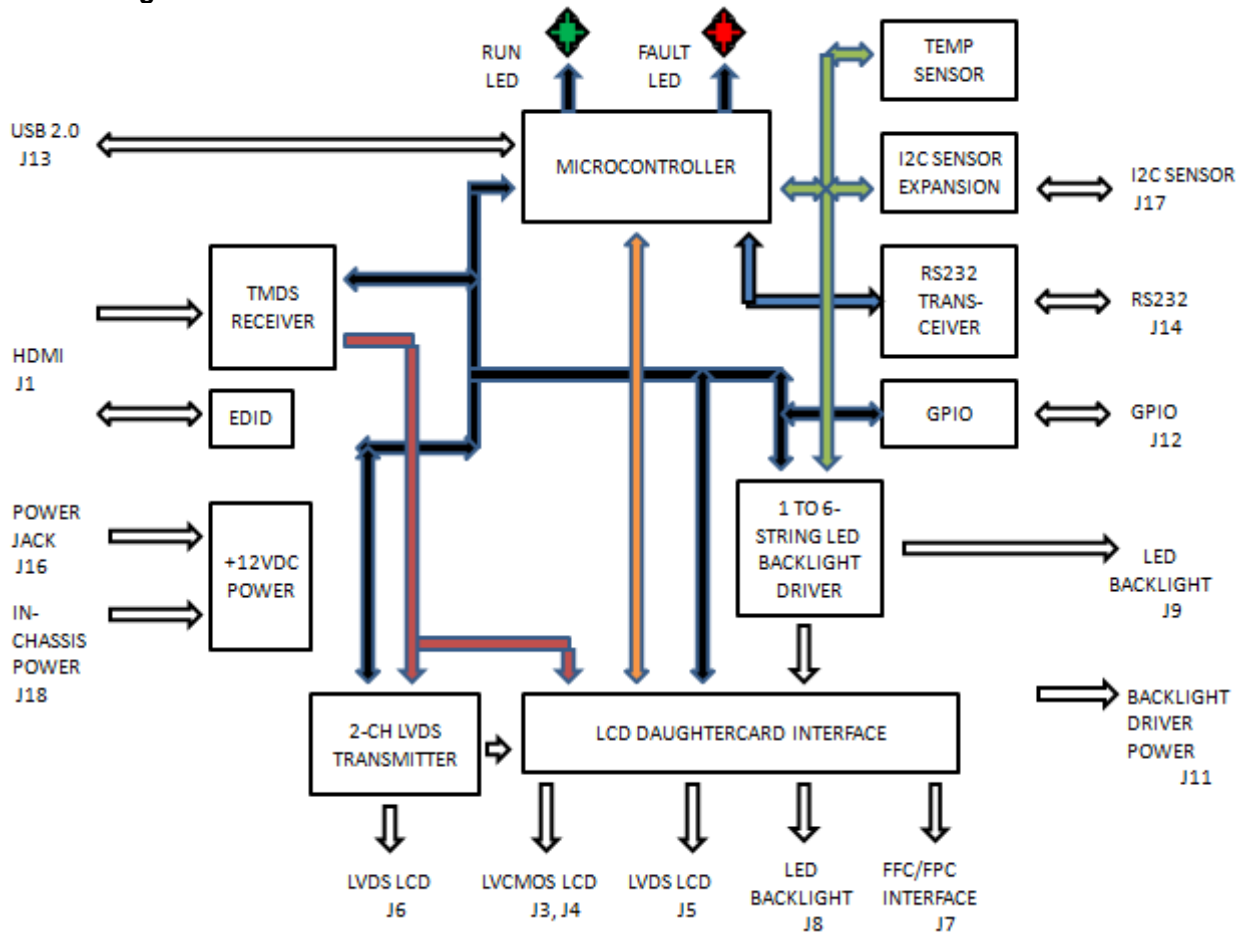 RUN
LED
FAULT
LED
TEMP
SENSOR
USB 2.0
J13
MICROCONTROLLER
I2C SENSOR
EXPANSION
I2C SENSOR
J17
TMDS
RECEIVER
RS232
TRANS-
CEIVER
RS232
J14
HDMI
J1
EDID
GPIO
GPIO
J12
POWER
JACK
J16
+12VDC
POWER
IN-
CHASSIS
POWER
J18
1 TO 6-
STRING LED
BACKLIGHT
DRIVER
LED
BACKLIGHT
J9
2-CH LVDS
TRANSMITTER
LCD DAUGHTERCARD INTERFACE
BACKLIGHT
DRIVER
POWER
J11
LVDS LCD
J6
LVCMOS LCD
J3, J4
LVDS LCD
J5
LED
BACKLIGHT
J8
FFC/FPC
INTERFACE
J7